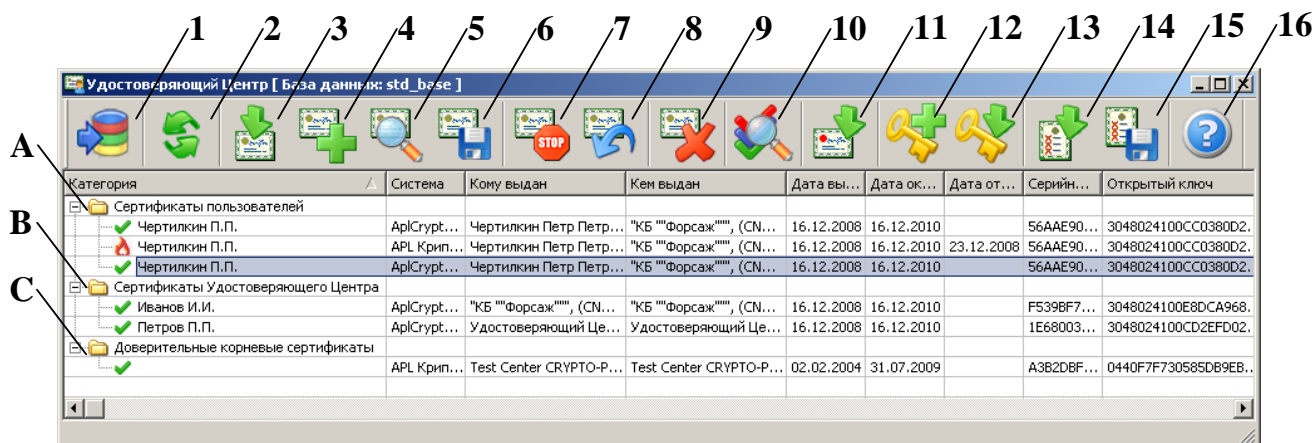 1 2 3 4 5 6 7 8 9 10 11 12 13 14 15 16
Удостоверяющий Центр [ База данных: std_base ]
STOP
A
Категория Система Кому выдан Кем выдан Дата вы... Дата ок... Дата от... Серийн... Открытый ключ
Сертификаты пользователей
B
Чертилкин П.П. AplCrypt... Чертилкин Петр Петр... "КБ ""Форсаж""", (CN... 16.12.2008 16.12.2010 56AAE90... 3048024100CC0380D2.
Чертилкин П.П. APL Крип... Чертилкин Петр Петр... "КБ ""Форсаж""", (CN... 16.12.2008 16.12.2010 23.12.2008 56AAE90... 3048024100CC0380D2.
Чертилкин П.П. AplCrypt... Чертилкин Петр Петр... "КБ ""Форсаж""", (CN... 16.12.2008 16.12.2010 56AAE90... 3048024100CC0380D2.
C
Сертификаты Удостоверяющего Центра
Иванов И.И. AplCrypt... "КБ ""Форсаж""", (CN... "КБ ""Форсаж""", (CN... 16.12.2008 16.12.2010 F539BF7... 3048024100E8DCA968.
Петров П.П. AplCrypt... Удостоверяющий Це... Удостоверяющий Це... 16.12.2008 16.12.2010 1E68003... 3048024100CD2EFD02.
Доверительные корневые сертификаты
APL Крип... Test Center CRYPTO-P... Test Center CRYPTO-P... 02.02.2004 31.07.2009 A3B2DBF... 0440F7F730585DB9EB..